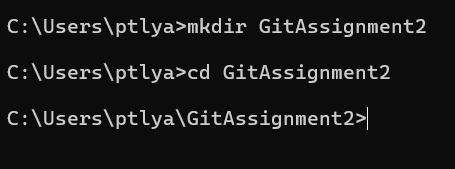 C:\Users\ptlya>mkdir GitAssignment2
C:\Users\ptlya>cd GitAssignment2
C:\Users\ptlya\GitAssignment2>